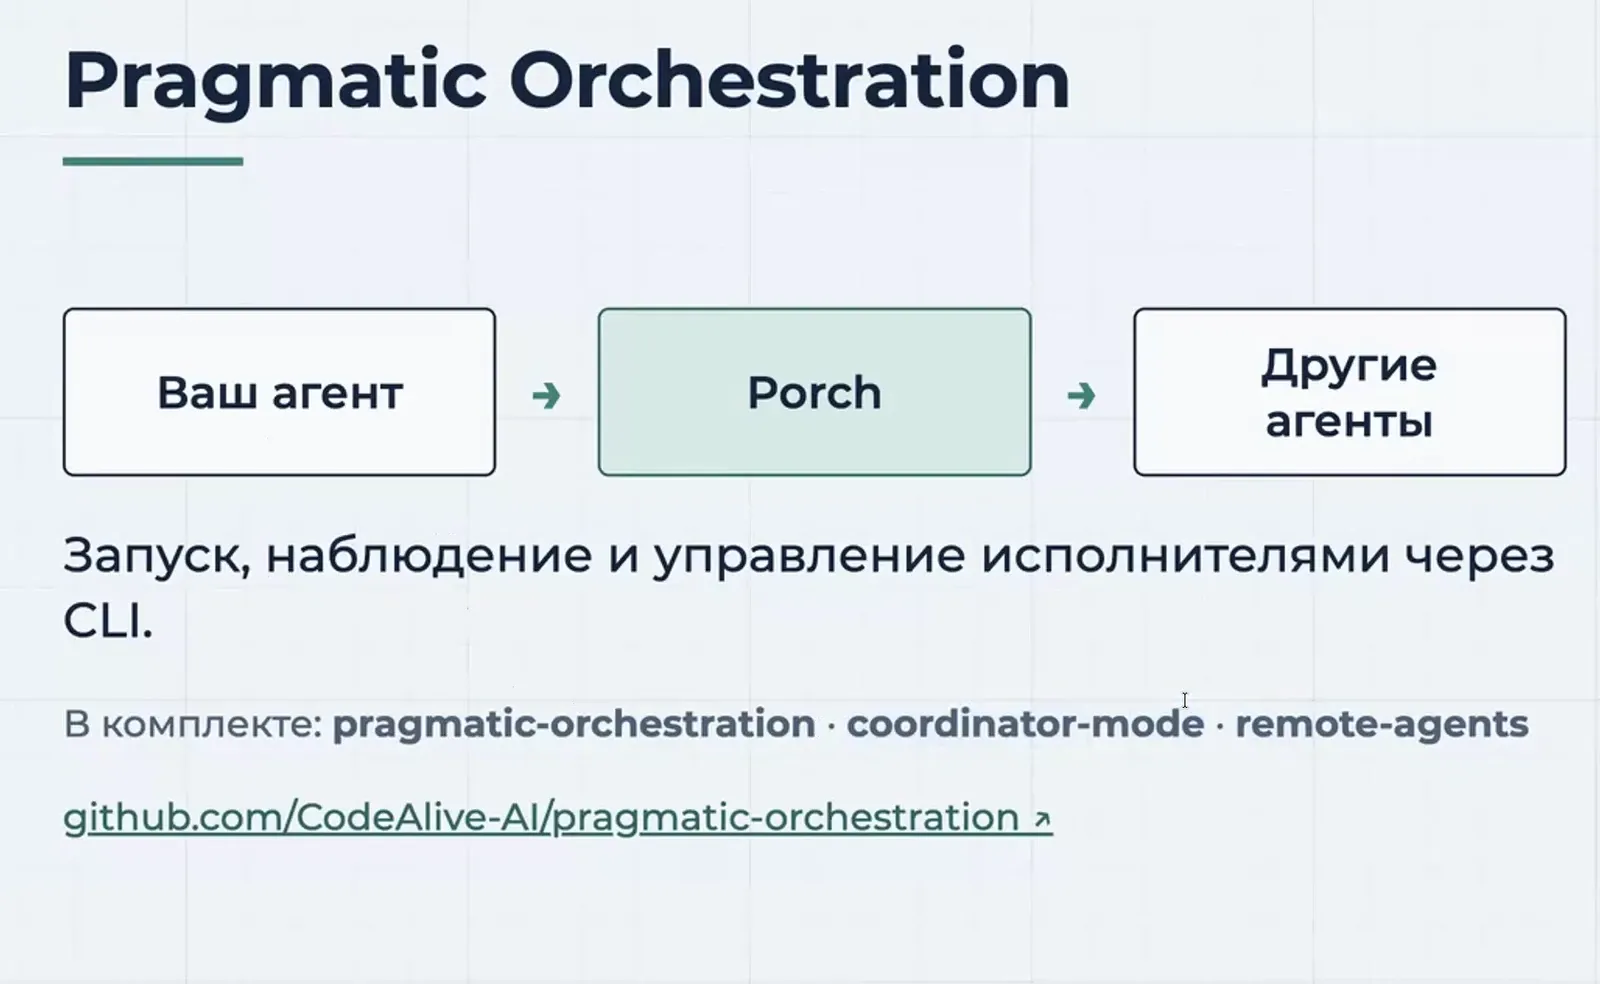 Pragmatic Orchestration
Ваш агент
→
Porch
→
Другие
агенты
Запуск, наблюдение и управление исполнителями через
CLI.
В комплекте: pragmatic-orchestration · coordinator-mode · remote-agents
github.com/CodeAlive-AI/pragmatic-orchestration ↗